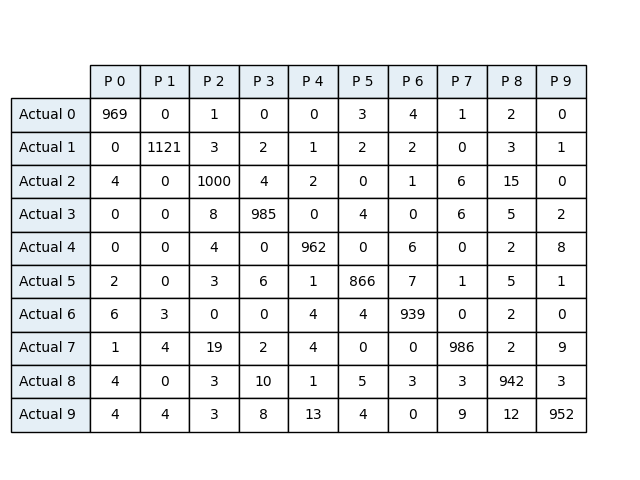 P 0 P 1 P 2 P 3 P 4 P 5 P 6 P 7 P 8 P 9
Actual 0 969 0 1 0 0 3 4 1 2 0
Actual 1 0 1121 3 2 1 2 2 0 3 1
Actual 2 4 0 1000 4 2 0 1 6 15 0
Actual 3 0 0 8 985 0 4 0 6 5 2
Actual 4 0 0 4 0 962 0 6 0 2 8
Actual 5 2 0 3 6 1 866 7 1 5 1
Actual 6 6 3 0 0 4 4 939 0 2 0
Actual 7 1 4 19 2 4 0 0 986 2 9
Actual 8 4 0 3 10 1 5 3 3 942 3
Actual 9 4 4 3 8 13 4 0 9 12 952